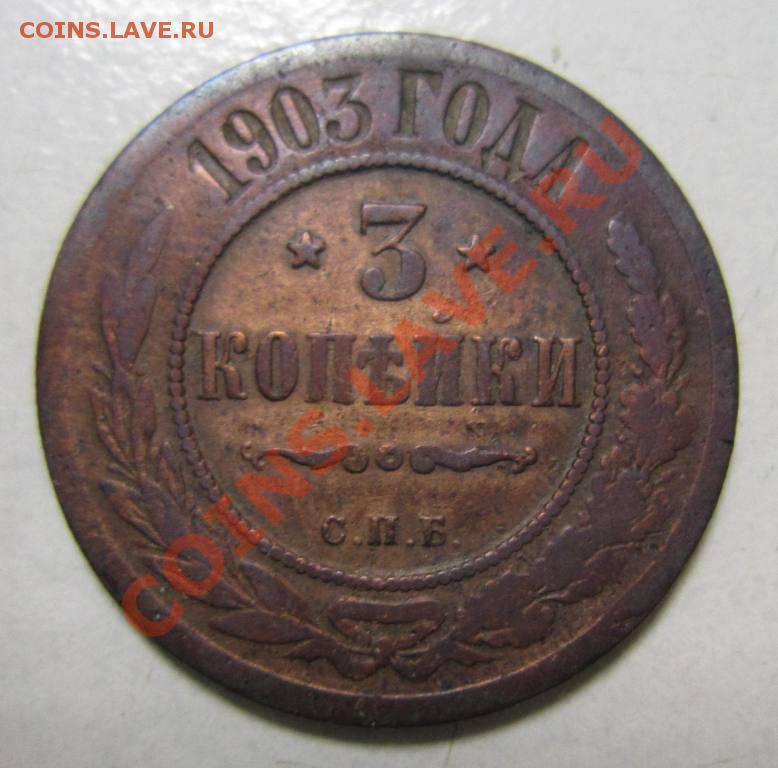 COINS.LAVE.RU
1903 ГОДА
3
КОПѢЙКИ
С.П.Б.
COINS.LAVE.RU